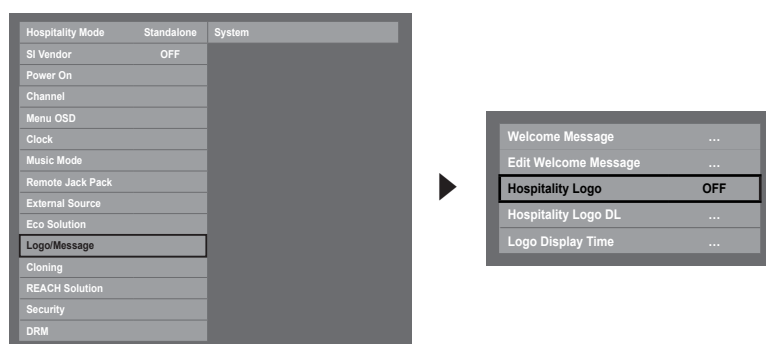 Hospitality Mode Standalone System
SI Vendor OFF
Power On
Channel
Menu OSD
Clock
Music Mode
Remote Jack Pack
External Source
Eco Solution
Logo/Message
Cloning
REACH Solution
Security
DRM
Welcome Message ...
Edit Welcome Message ...
Hospitality Logo OFF
Hospitality Logo DL ...
Logo Display Time ...